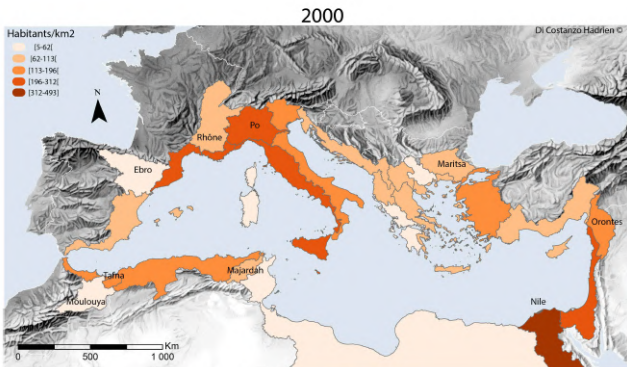 2000
Habitants/km2
[5-62[
[62-113[
[113-196[
[196-312[
[312-493]
Di Costanzo Hadrien ©
N
Rhône
Po
Ebro
Maritsa
Orontes
Tafna
Majardah
Moulouya
Nile
0 500 1 000
Km